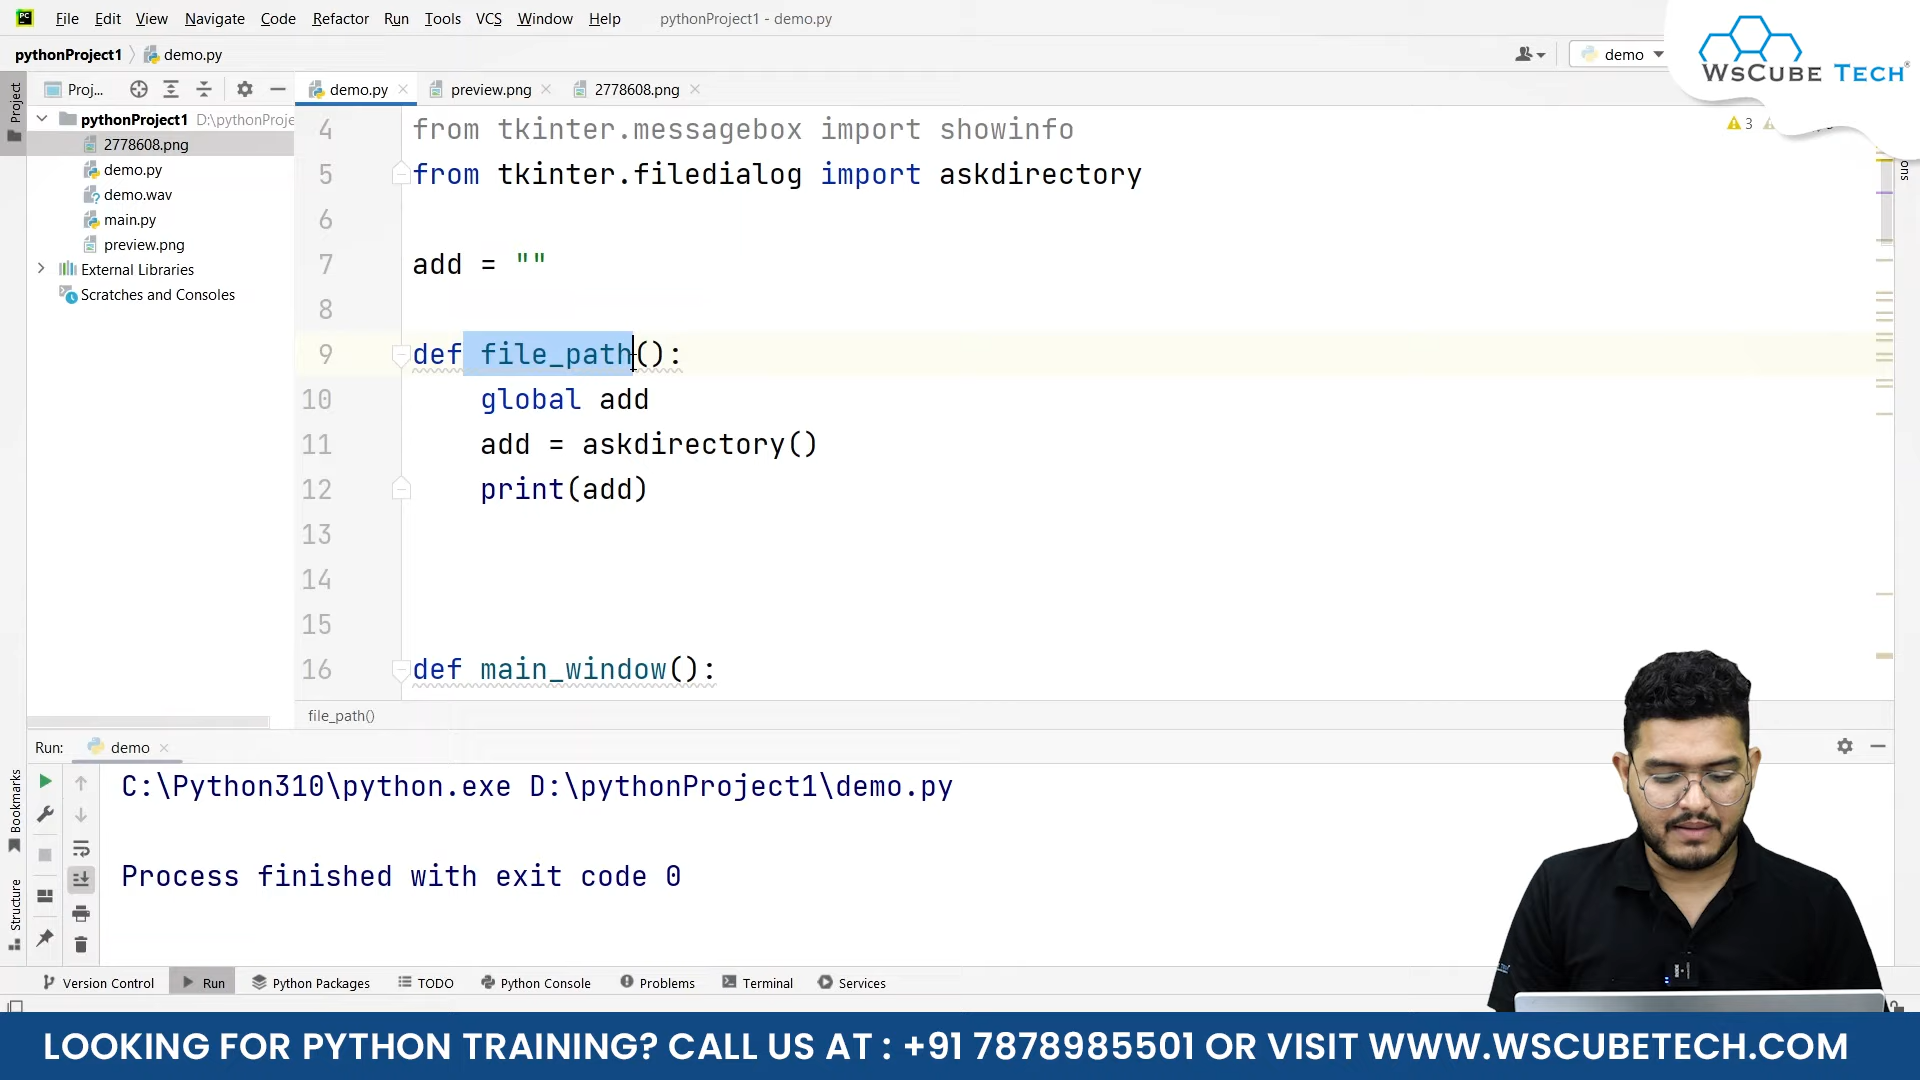 File Edit View Navigate Code Refactor Run Tools VCS Window Help pythonProject1 - demo.py
pythonProject1 demo.py
demo
WsCube Tech
Proj...
demo.py preview.png 2778608.png
Project
pythonProject1 D:\pythonProje
2778608.png
demo.py
demo.wav
main.py
preview.png
External Libraries
Scratches and Consoles
3
4 from tkinter.messagebox import showinfo
5 from tkinter.filedialog import askdirectory
6
7 add = ""
8
9 def file_path():
10 global add
11 add = askdirectory()
12 print(add)
13
14
15
16 def main_window():
file_path()
Run: demo
C:\Python310\python.exe D:\pythonProject1\demo.py
Process finished with exit code 0
Bookmarks
Structure
Version Control Run Python Packages TODO Python Console Problems Terminal Services
LOOKING FOR PYTHON TRAINING? CALL US AT : +91 7878985501 OR VISIT WWW.WSCUBETECH.COM